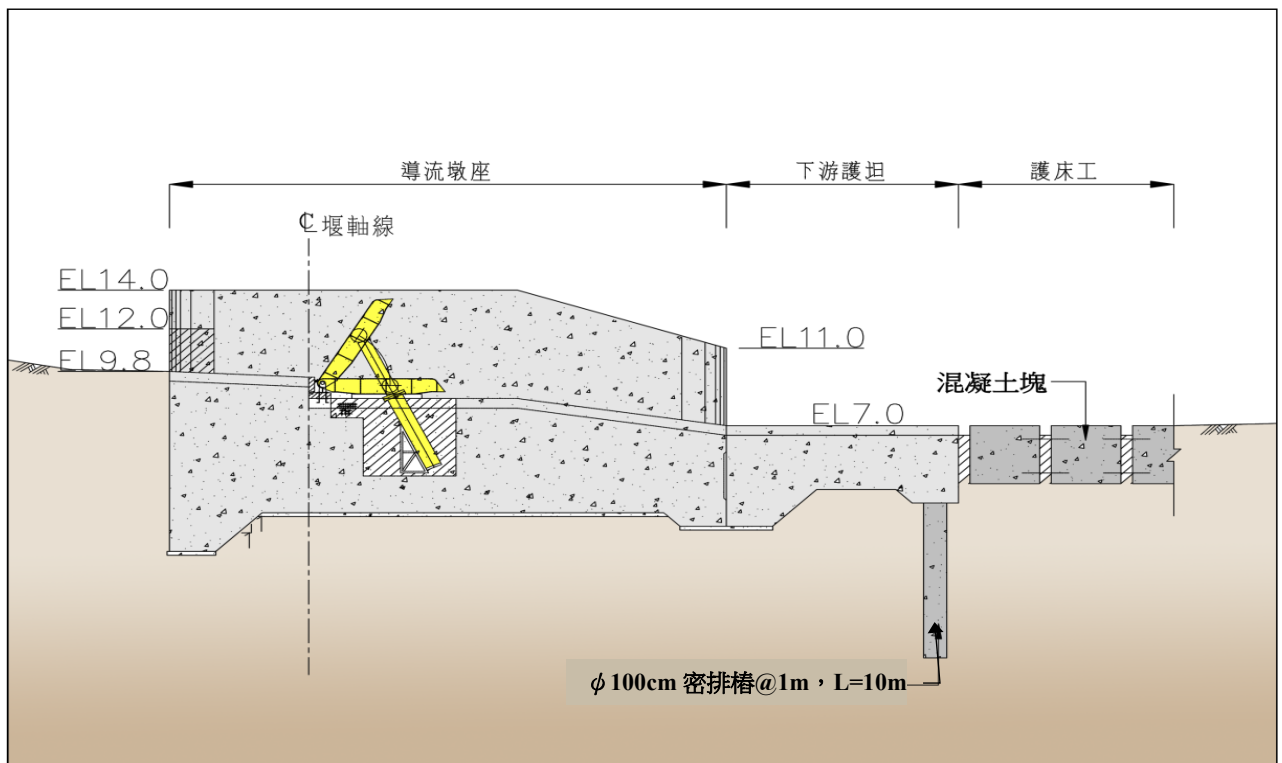 導流墩座
下游護坦
護床工
℄堰軸線
EL14.0
EL12.0
EL11.0
EL9.8
混凝土塊
EL7.0
ϕ100cm 密排樁@1m，L=10m